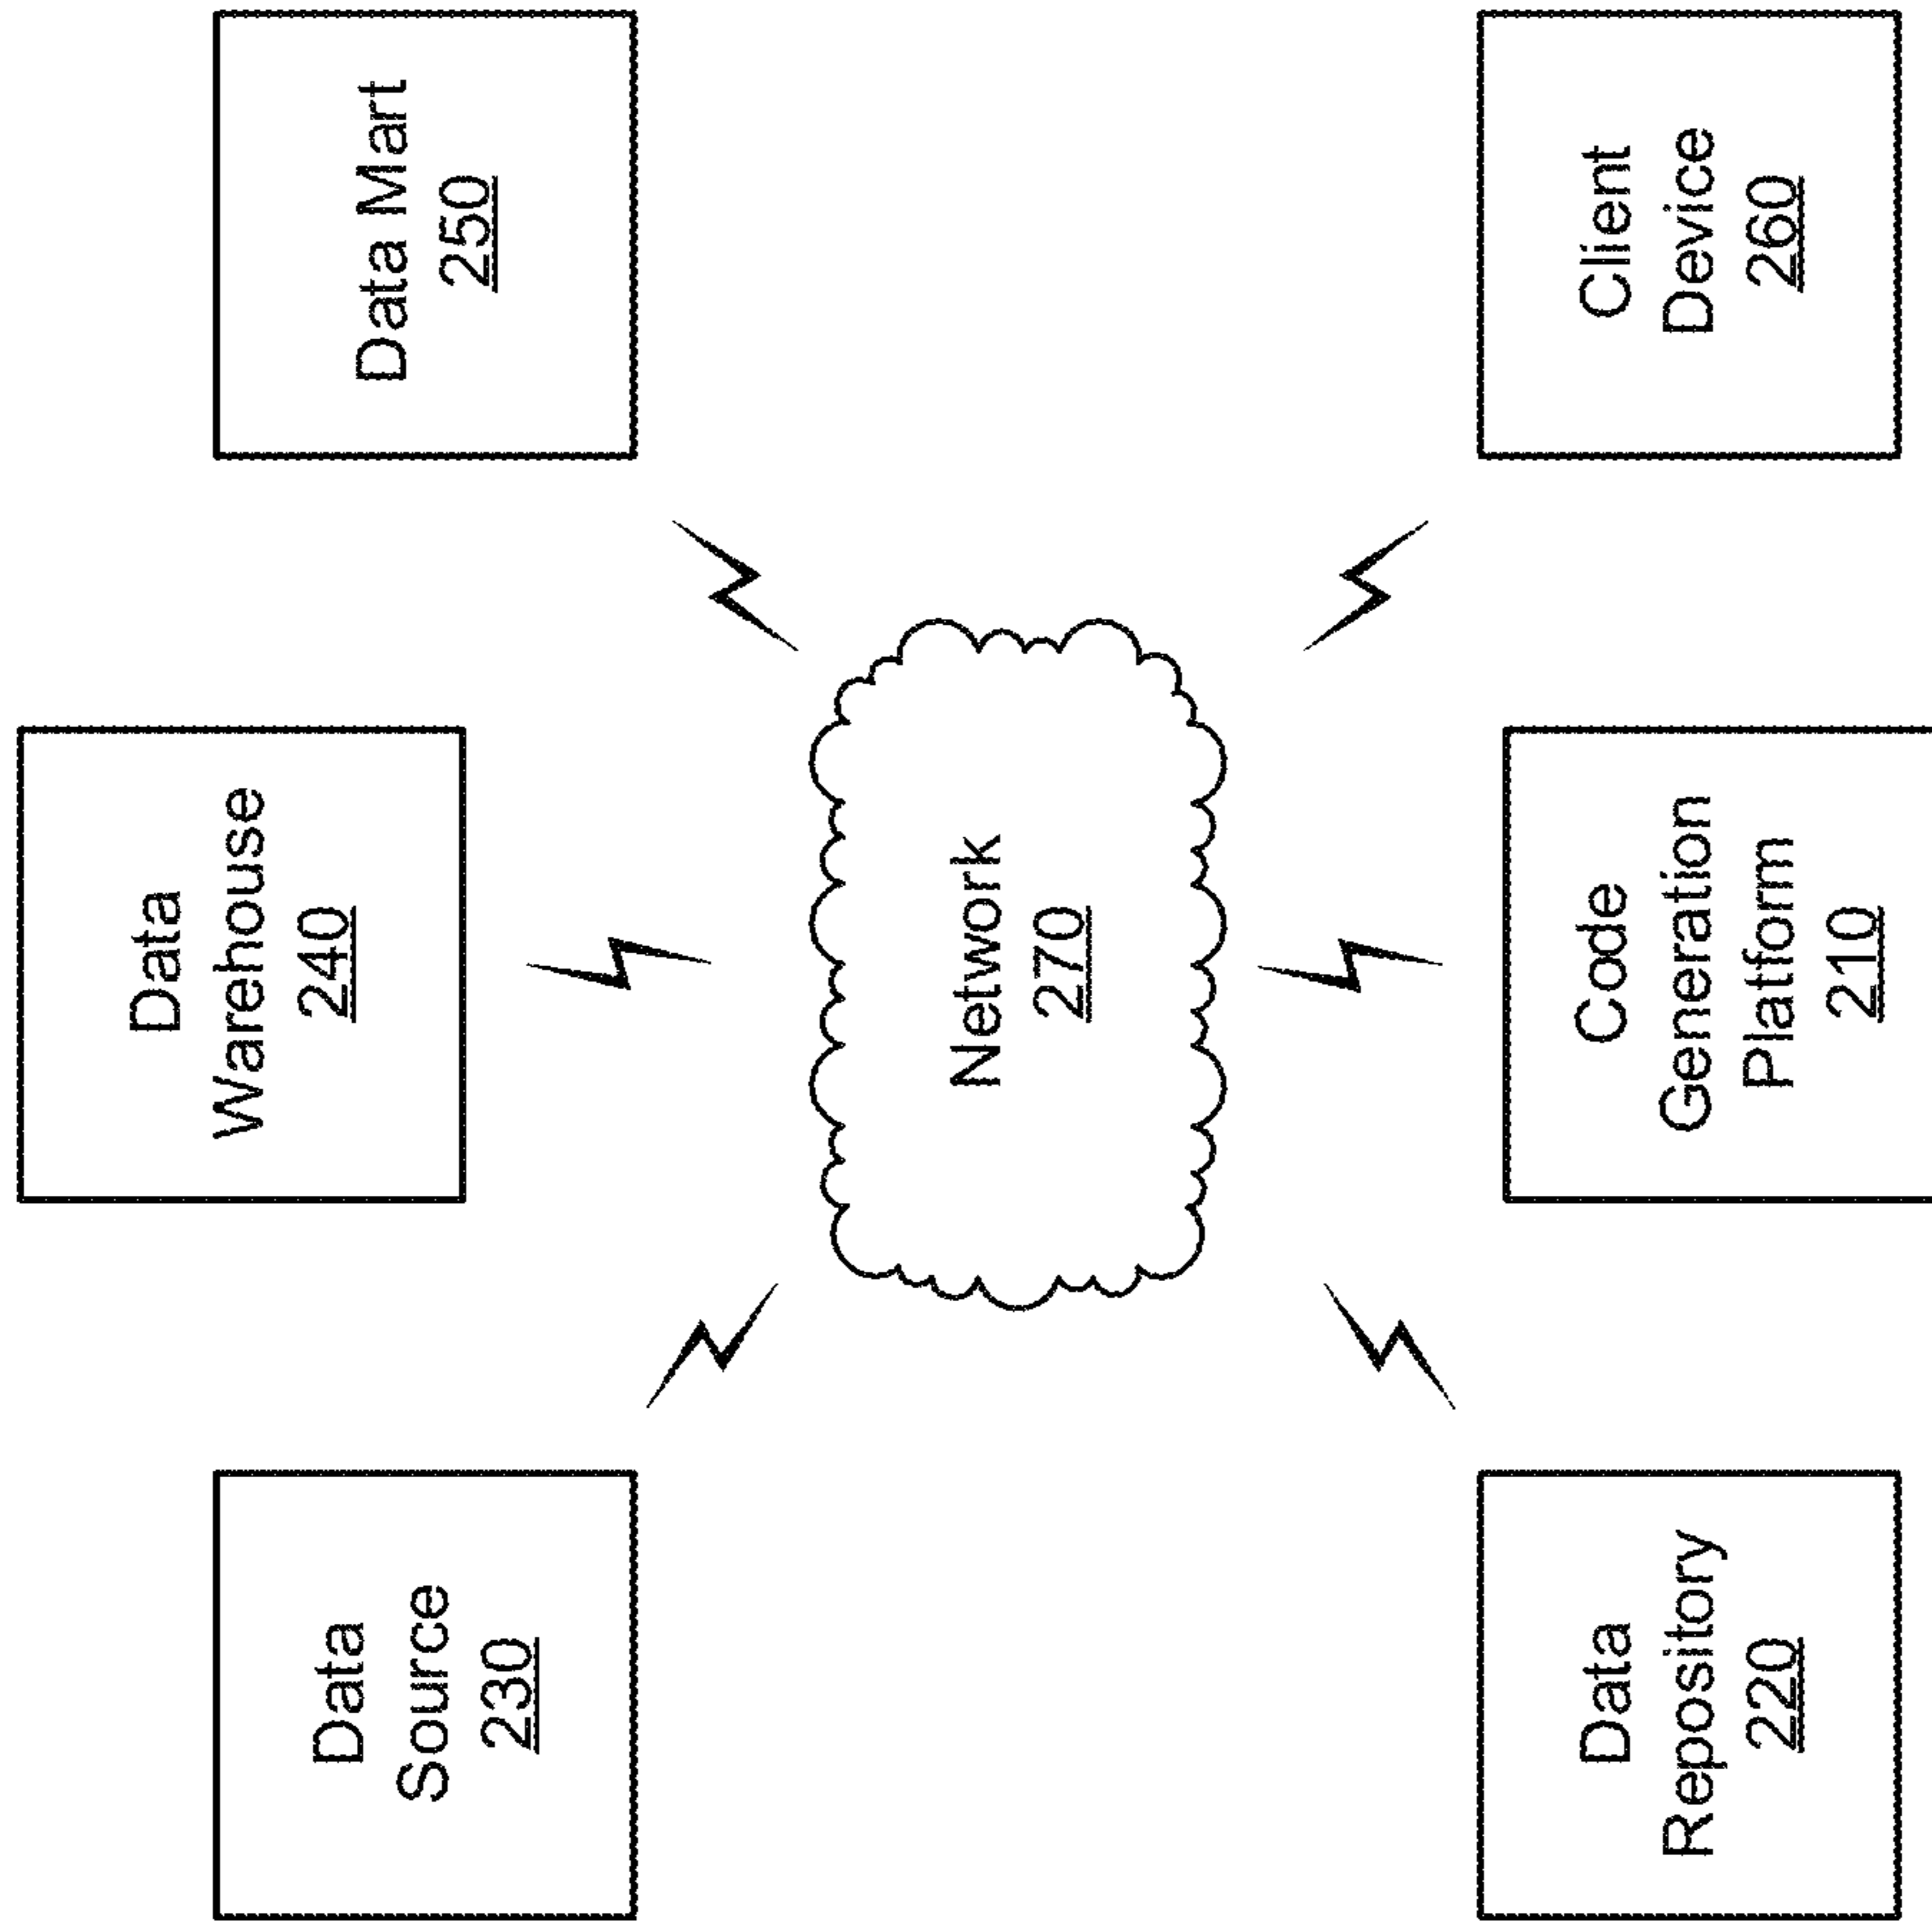 Data
Source
230
Data
Warehouse
240
Data Mart
250
Network
270
Data
Repository
220
Code
Generation
Platform
210
Client
Device
260